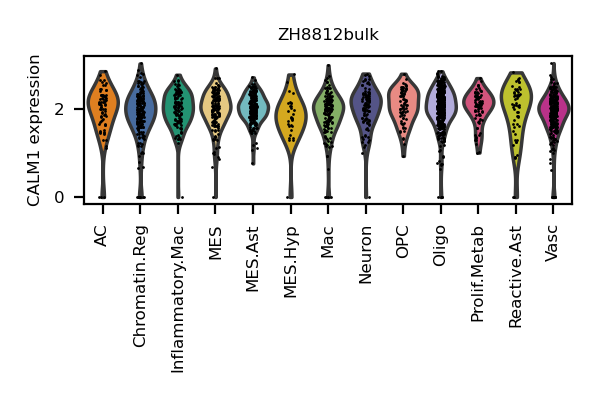 ZH8812bulk
CALM1 expression
2
0
AC
Chromatin.Reg
Inflammatory.Mac
MES
MES.Ast
MES.Hyp
Mac
Neuron
OPC
Oligo
Prolif.Metab
Reactive.Ast
Vasc